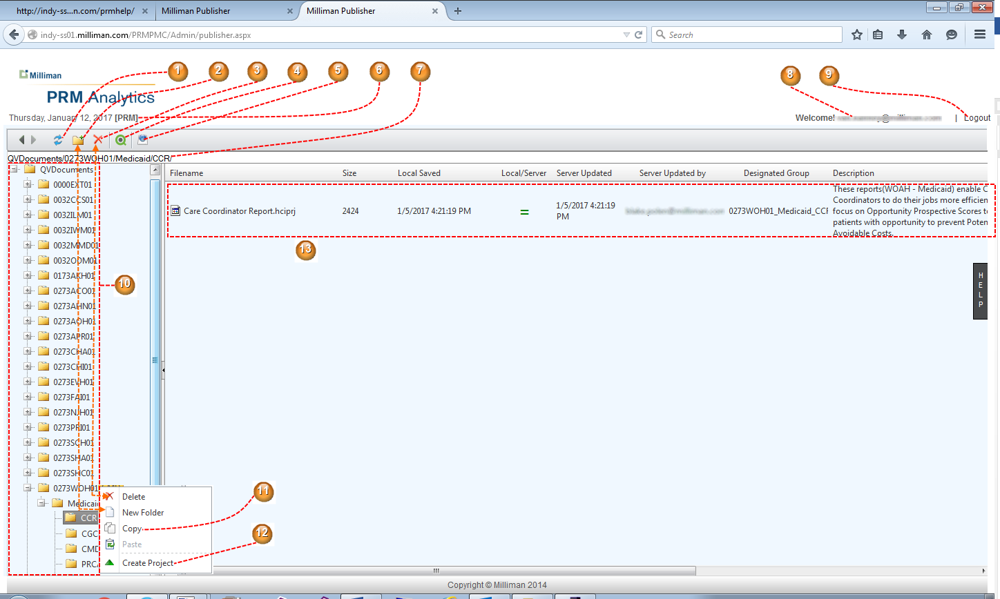 http://indy-ss...n.com/prmhelp/
Milliman Publisher
Milliman Publisher
indy-ss01.milliman.com/PRMPMC/Admin/publisher.aspx
Search
1
2
3
4
5
6
7
8
9
Milliman
PRM Analytics
Thursday, January 12, 2017 [PRM]
Welcome!
| Logout
QVDocuments/0273WOH01/Medicaid/CCR/
QVDocuments
0000EXT01
0032CCS01
0032ILM01
0032IWM01
0032MMD01
0032ODM01
0173AKH01
0273ACO01
0273AHN01
0273AOH01
0273APR01
0273CHA01
0273CHI01
0273EVH01
0273FAI01
0273NJH01
0273PRI01
0273SCH01
0273SHA01
0273SHC01
0273WOH01
Medicaid
CCR
CGC
CMD
PRCA
10
Filename
Size
Local Saved
Local/Server
Server Updated
Server Updated by
Designated Group
Description
Care Coordinator Report.hciprj
2424
1/5/2017 4:21:19 PM
=
1/5/2017 4:21:19
PM
0273WOH01_Medicaid_CCR
These reports(WOAH - Medicaid) enable C
Coordinators to do their jobs more efficien
focus on Opportunity Prospective Scores to
patients with opportunity to prevent Poten
Avoidable Costs.
13
HELP
Delete
New Folder
Copy
Paste
Create Project
11
12
Copyright © Milliman 2014